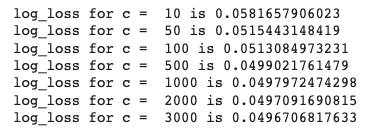 log_loss for c =  10 is 0.0581657906023
log_loss for c =  50 is 0.0515443148419
log_loss for c =  100 is 0.0513084973231
log_loss for c =  500 is 0.0499021761479
log_loss for c =  1000 is 0.0497972474298
log_loss for c =  2000 is 0.0497091690815
log_loss for c =  3000 is 0.0496706817633